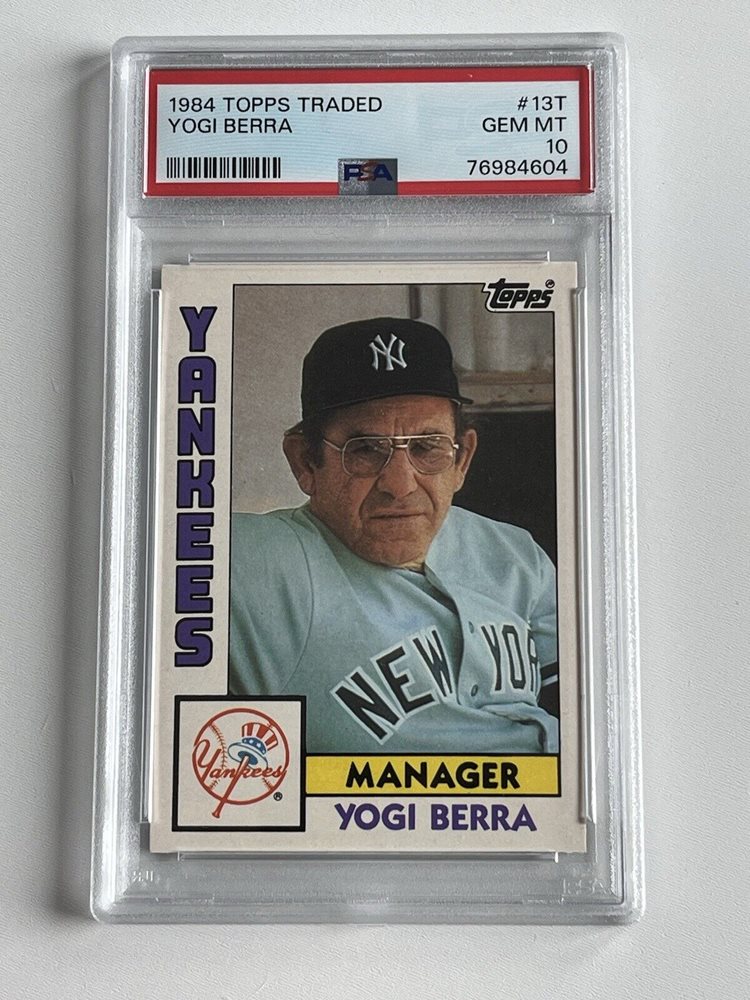 1984 TOPPS TRADED
YOGI BERRA
#13T
GEM MT
10
76984604
PSA
Topps
YANKEES
NY
NEW YOR
Yankees
®
MANAGER
YOGI BERRA